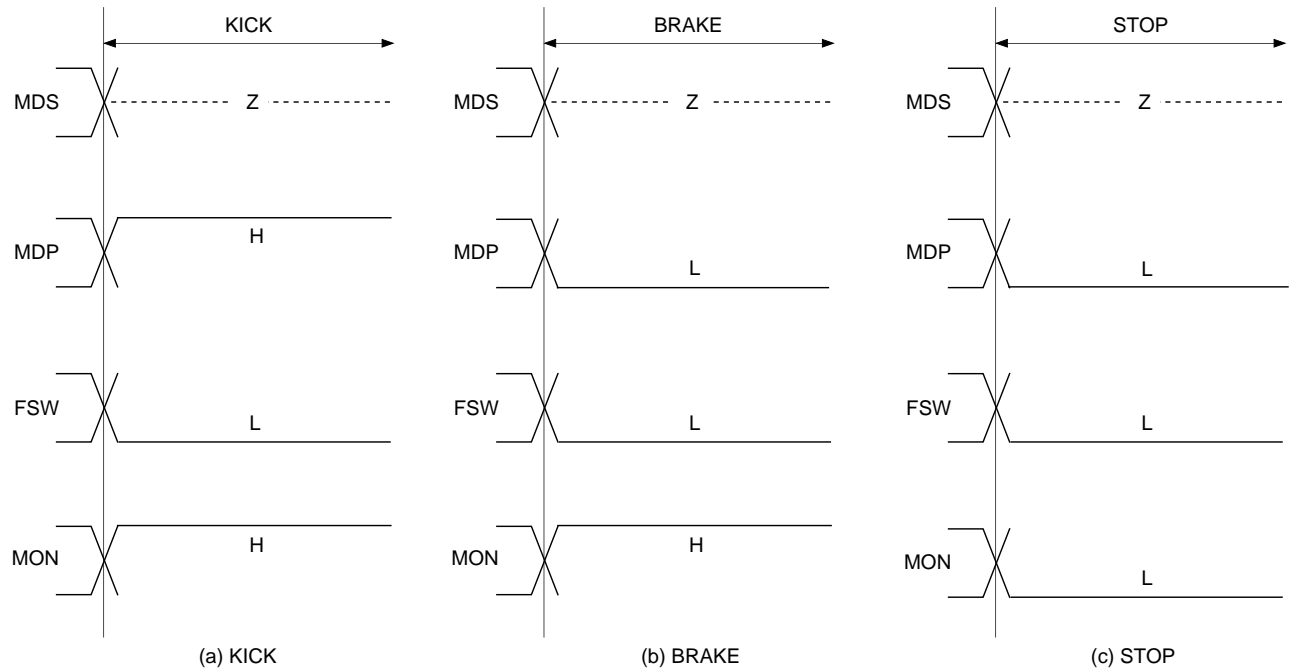 KICK
MDS Z
MDP H
FSW L
MON H
(a) KICK
BRAKE
MDS Z
MDP L
FSW L
MON H
(b) BRAKE
STOP
MDS Z
MDP L
FSW L
MON L
(c) STOP